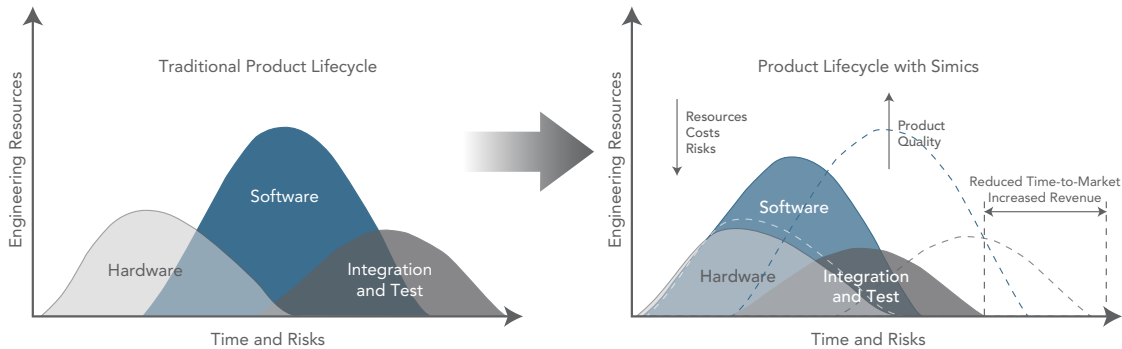 Traditional Product Lifecycle
Engineering Resources
Software
Hardware
Integration
and Test
Time and Risks
Product Lifecycle with Simics
Engineering Resources
Resources
Costs
Risks
Product
Quality
Reduced Time-to-Market
Increased Revenue
Software
Hardware
Integration
and Test
Time and Risks